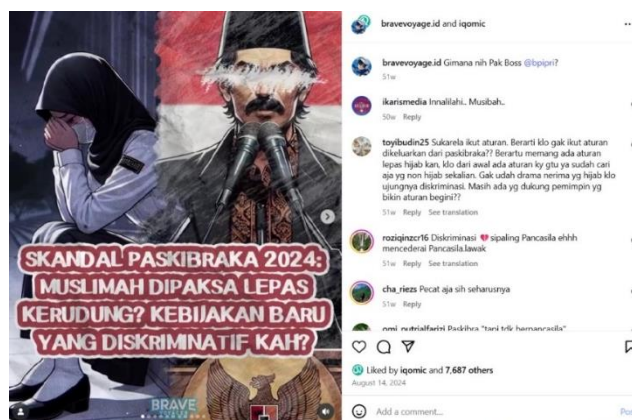 bravevoyage.id and iqomic
bravevoyage.id Gimana nih Pak Boss @bpipri?
51w
ikarismedia Innalilahi.. Musibah..
50w Reply
toyibudin25 Sukarela ikut aturan. Berarti klo gak ikut aturan
dikeluarkan dari paskibraka?? Berartu memang ada aturan
lepas hijab kan, klo dari awal ada aturan ky gtu ya sudah cari
aja yg non hijab sekalian. Gak udah drama nerima yg hijab klo
ujungnya diskriminasi. Masih ada yg dukung pemimpin yg
bikin aturan begini??
51w Reply See translation
roziqinzcr16 Diskriminasi 💔sipaling Pancasila ehhh
mencederai Pancasila.lawak
51w Reply See translation
cha_riezs Pecat aja sih seharusnya
51w Reply
omi_putrialfarizi Paskibra "tapi tdk berpancasila"
Liked by iqomic and 7,687 others
August 14, 2024
Add a comment...
SKANDAL PASKIBRAKA 2024:
MUSLIMAH DIPAKSA LEPAS
KERUDUNG? KEBIJAKAN BARU
YANG DISKRIMINATIF KAH?
BRAVE